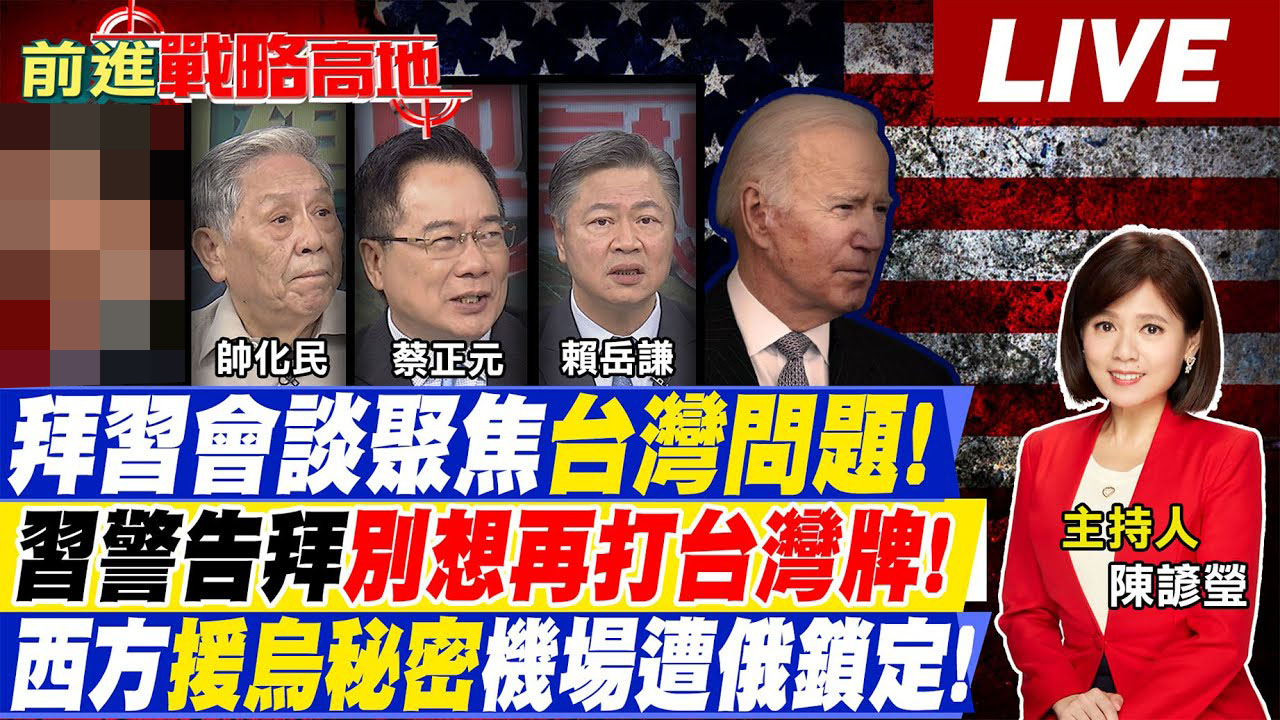 前進戰略高地
LIVE
帥化民
蔡正元
賴岳謙
拜習會談聚焦台灣問題!
習警告拜別想再打台灣牌!
西方援烏秘密機場遭俄鎖定!
主持人
陳諺瑩